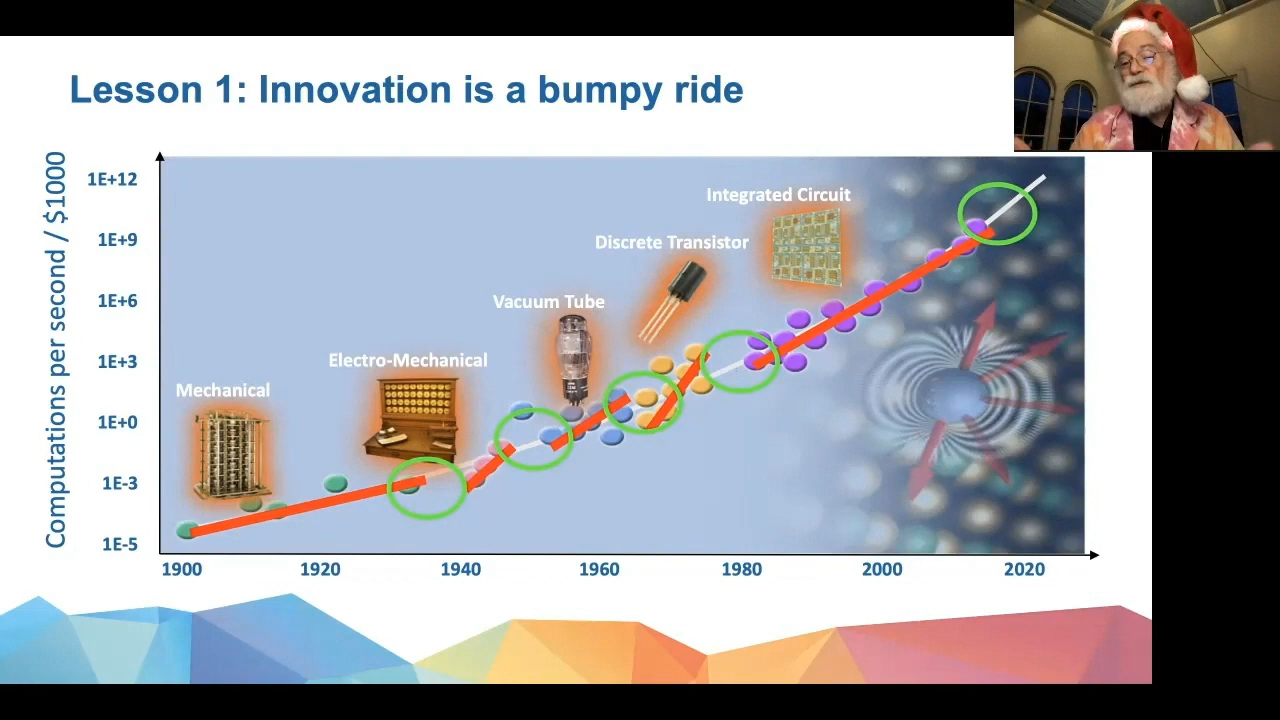 Lesson 1: Innovation is a bumpy ride
Computations per second / $1000
1E+12
1E+9
1E+6
1E+3
1E+0
1E-3
1E-5
Integrated Circuit
Discrete Transistor
Vacuum Tube
Electro-Mechanical
Mechanical
1900
1920
1940
1960
1980
2000
2020